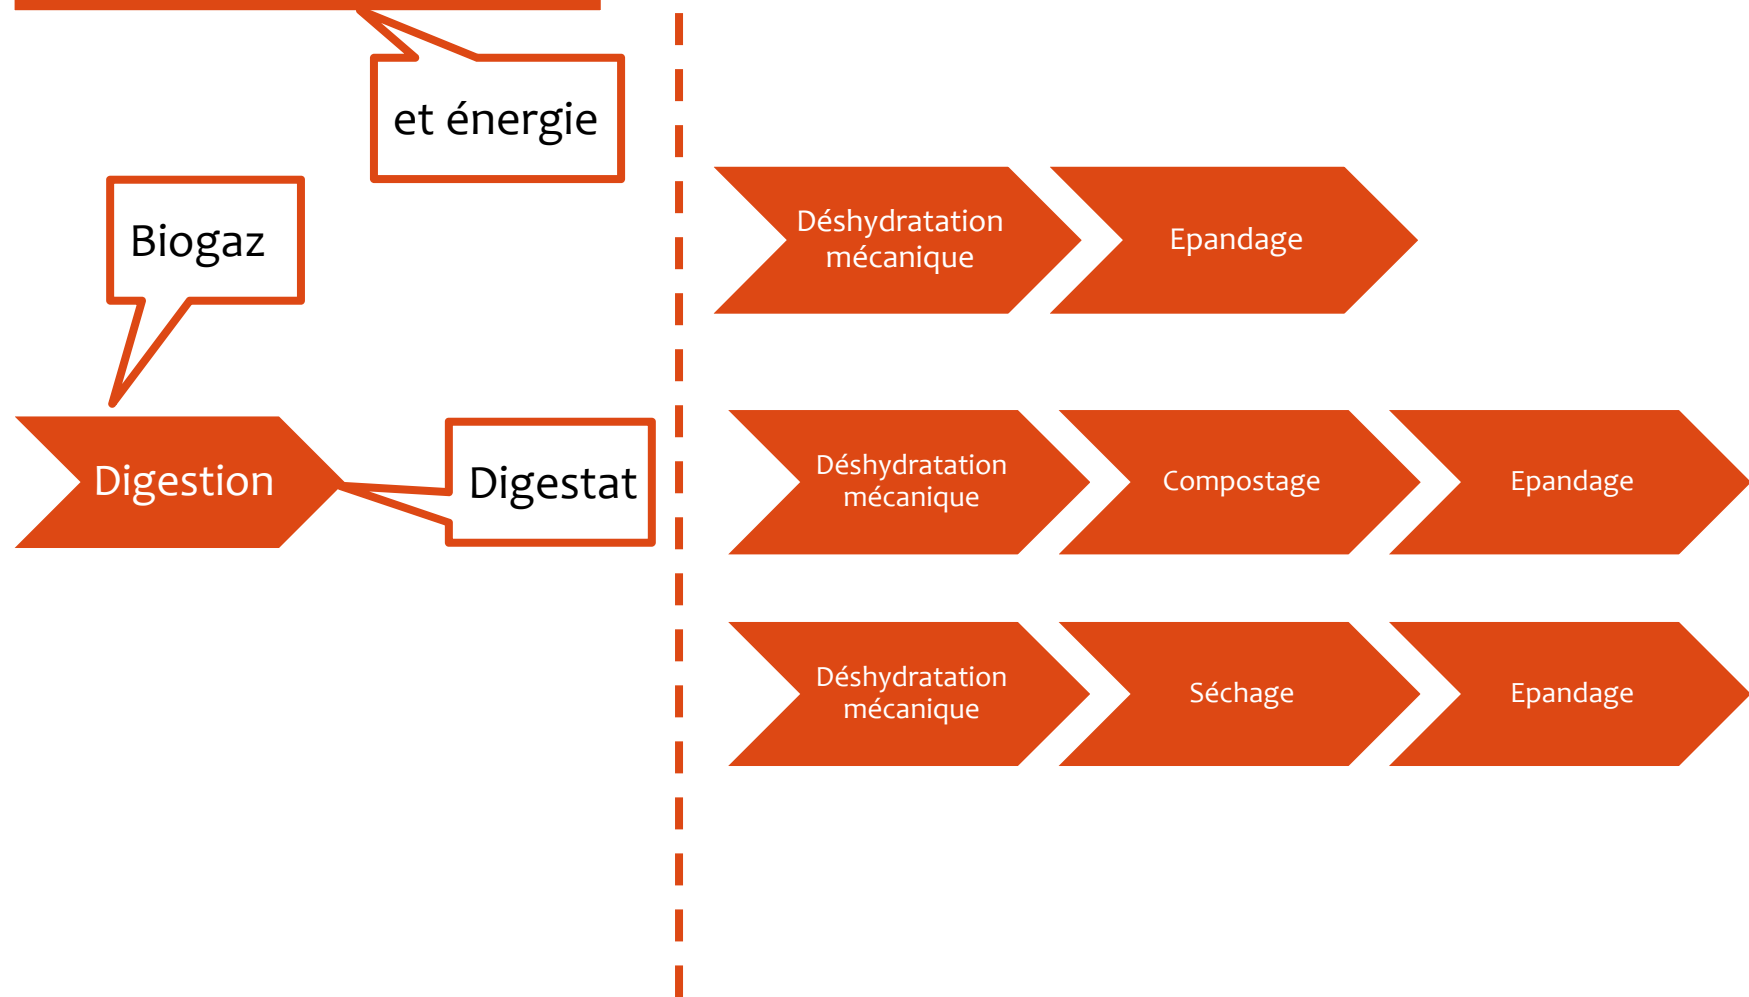 et énergie
Biogaz
Digestion
Digestat
Déshydratation
mécanique
Epandage
Déshydratation
mécanique
Compostage
Epandage
Déshydratation
mécanique
Séchage
Epandage